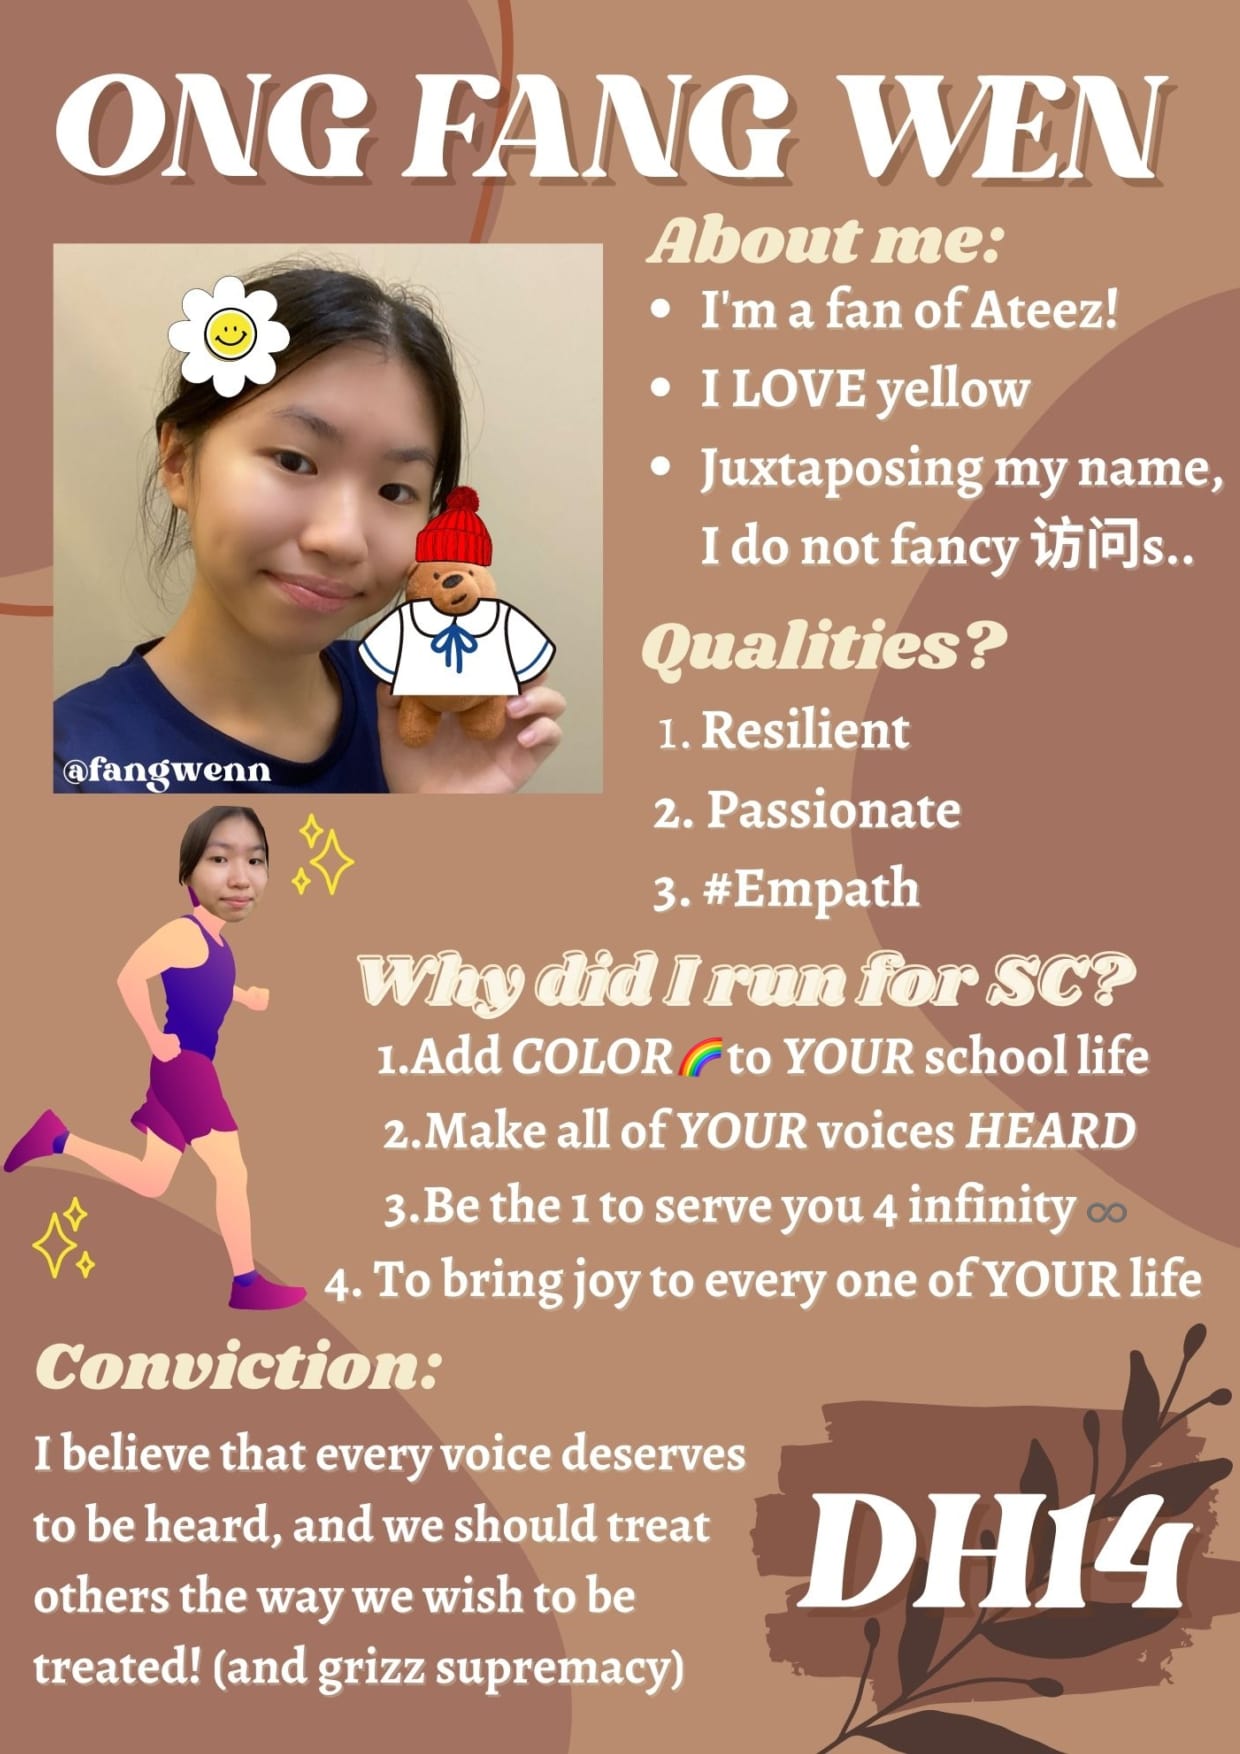 ONG FANG WEN
About me:
• I'm a fan of Ateez!
• I LOVE yellow
• Juxtaposing my name,
I do not fancy 访问s..
@fangwenn
Qualities?
1. Resilient
2. Passionate
3. #Empath
Why did I run for SC?
1.Add COLOR🌈to YOUR school life
2.Make all of YOUR voices HEARD
3.Be the 1 to serve you 4 infinity ∞
4. To bring joy to every one of YOUR life
Conviction:
I believe that every voice deserves
to be heard, and we should treat
others the way we wish to be
treated! (and grizz supremacy)
DH14